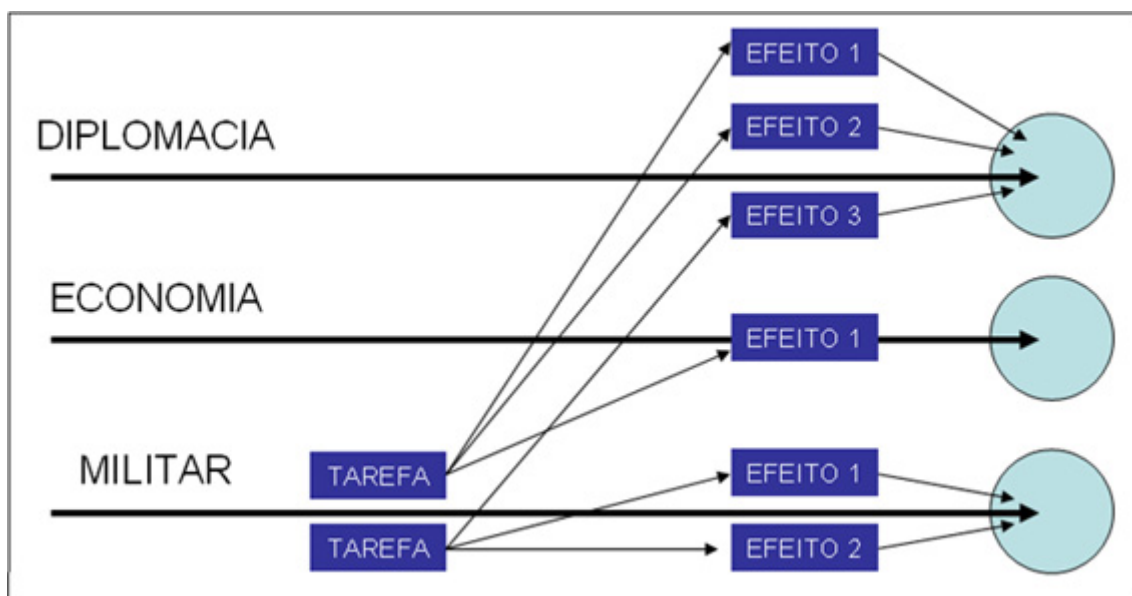 EFEITO 1
DIPLOMACIA
EFEITO 2
EFEITO 3
ECONOMIA
EFEITO 1
MILITAR
TAREFA
EFEITO 1
TAREFA
EFEITO 2